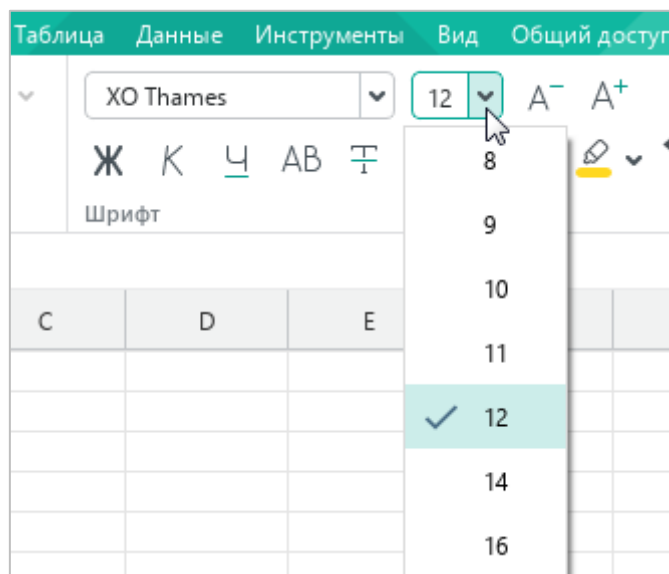 Таблица Данные Инструменты Вид Общий доступ
XO Thames 12 A− A+
Ж К Ч АВ Т
Шрифт
8
9
10
C D E
11
12
14
16